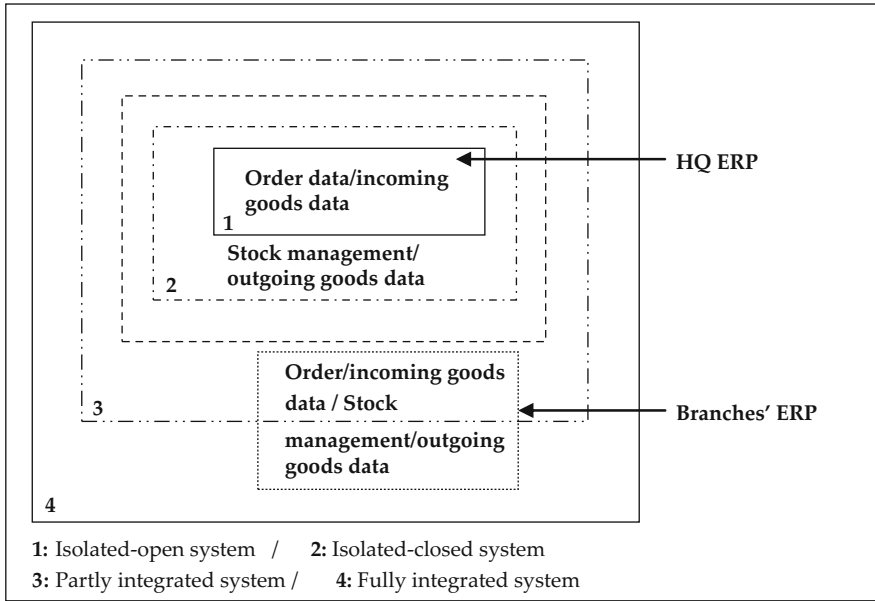 Order data/incoming
goods data
1
HQ ERP
Stock management/
outgoing goods data
2
Order/incoming goods
data / Stock
3
Branches' ERP
management/outgoing
goods data
4
1: Isolated-open system / 2: Isolated-closed system
3: Partly integrated system / 4: Fully integrated system